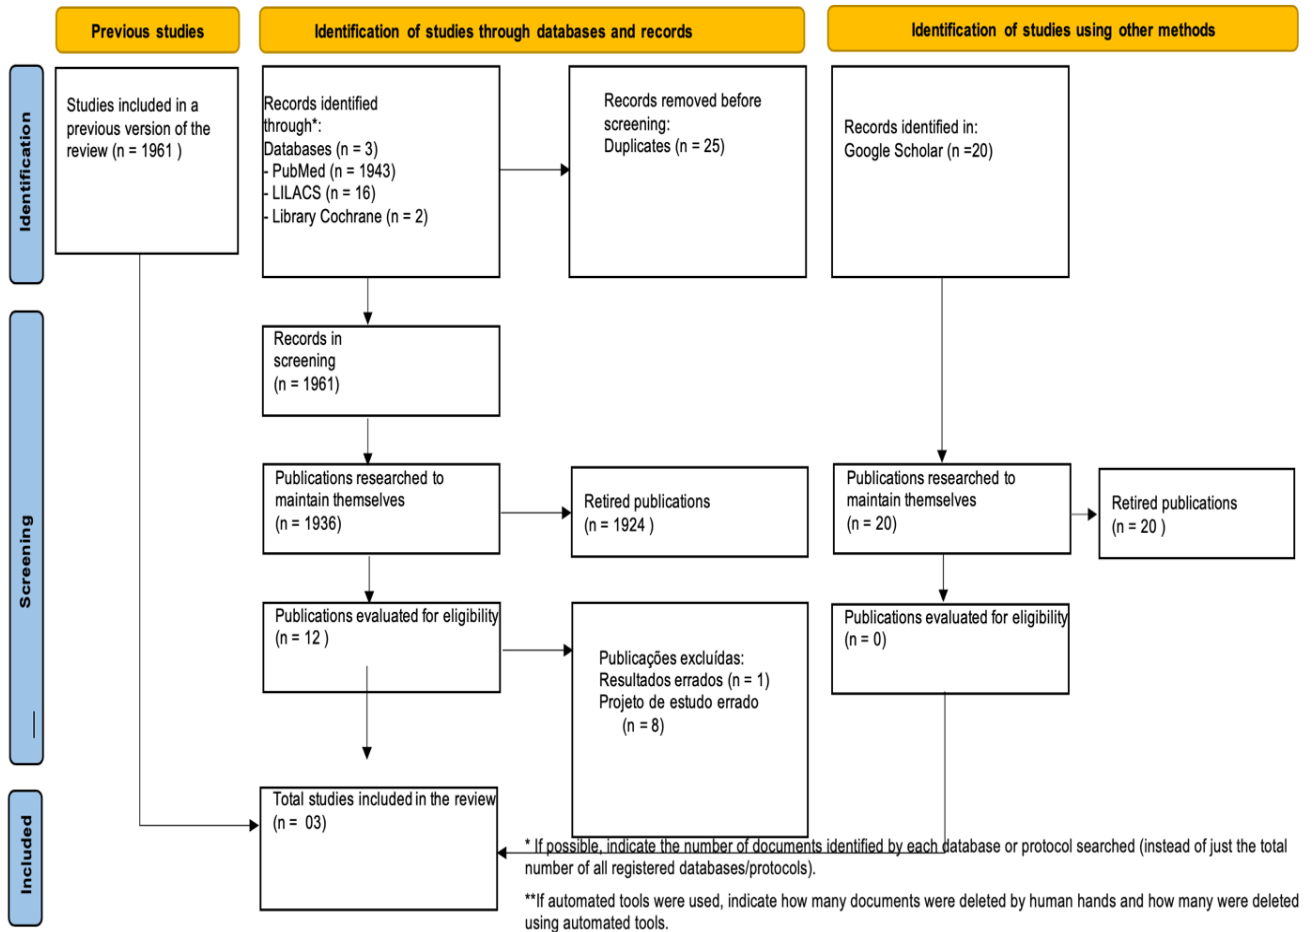 Previous studies
Identification of studies through databases and records
Identification of studies using other methods
Identification
Studies included in a
previous version of the
review (n = 1961 )
Records identified
through*:
Databases (n = 3)
- PubMed (n = 1943)
- LILACS (n = 16)
- Library Cochrane (n = 2)
Records removed before
screening:
Duplicates (n = 25)
Records identified in:
Google Scholar (n =20)
Screening
Records in
screening
(n = 1961)
Publications researched to
maintain themselves
(n = 1936)
Retired publications
(n = 1924 )
Publications researched to
maintain themselves
(n = 20)
Retired publications
(n = 20 )
Publications evaluated for eligibility
(n = 12 )
Publicações excluídas:
Resultados errados (n = 1)
Projeto de estudo errado
(n = 8)
Publications evaluated for eligibility
(n = 0)
Included
Total studies included in the review
(n = 03)
* If possible, indicate the number of documents identified by each database or protocol searched (instead of just the total
number of all registered databases/protocols).
**If automated tools were used, indicate how many documents were deleted by human hands and how many were deleted
using automated tools.